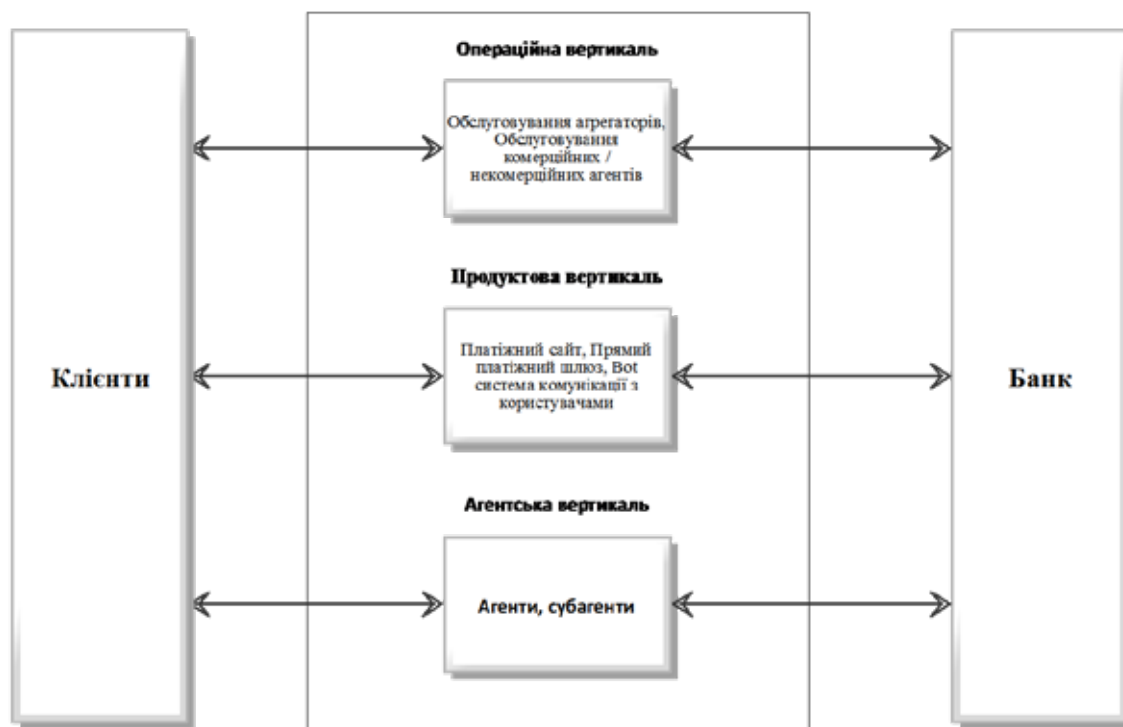 Операційна вертикаль
Обслуговування агрегаторів,
Обслуговування
комерційних /
некомерційних агентів
Продуктова вертикаль
Клієнти
Платіжний сайт, Прямий
платіжний шлюз, Bot
система комунікації з
користувачами
Банк
Агентська вертикаль
Агенти, субагенти